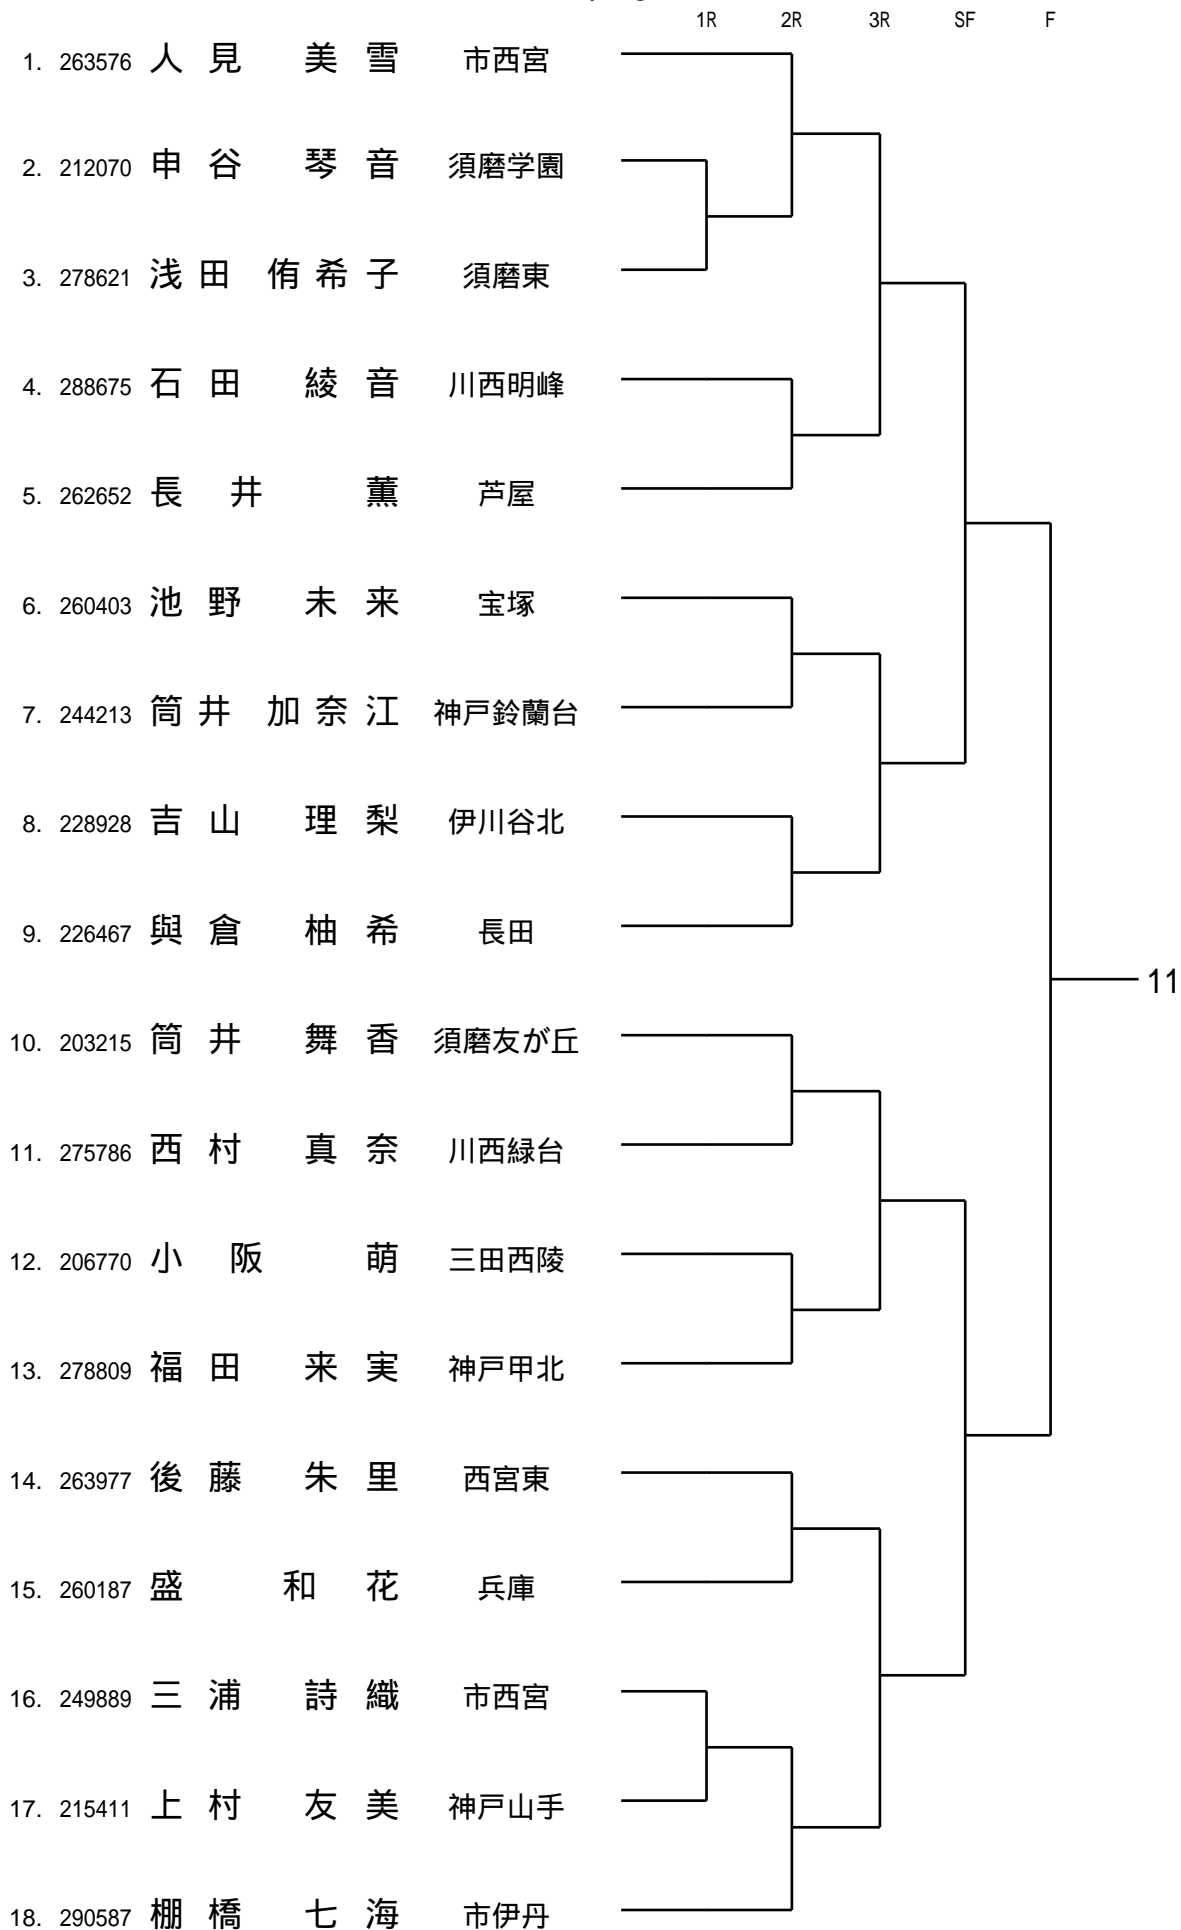 1R 2R 3R SF F
1. 263576 人見 美雪 市西宮
2. 212070 申谷 琴音 須磨学園
3. 278621 浅田 侑希子 須磨東
4. 288675 石田 綾音 川西明峰
5. 262652 長井 薫 芦屋
6. 260403 池野 未来 宝塚
7. 244213 筒井 加奈江 神戸鈴蘭台
8. 228928 吉山 理梨 伊川谷北
9. 226467 與倉 柚希 長田
11
10. 203215 筒井 舞香 須磨友が丘
11. 275786 西村 真奈 川西緑台
12. 206770 小阪 萌 三田西陵
13. 278809 福田 来実 神戸甲北
14. 263977 後藤 朱里 西宮東
15. 260187 盛 和花 兵庫
16. 249889 三浦 詩織 市西宮
17. 215411 上村 友美 神戸山手
18. 290587 棚橋 七海 市伊丹